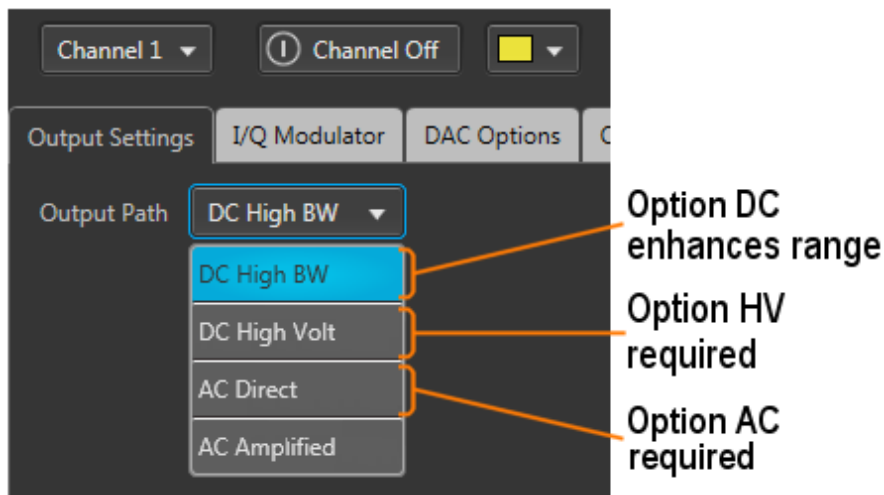 Channel 1
Channel Off
Output Settings
I/Q Modulator
DAC Options
Output Path
DC High BW
DC High BW
DC High Volt
AC Direct
AC Amplified
Option DC
enhances range
Option HV
required
Option AC
required